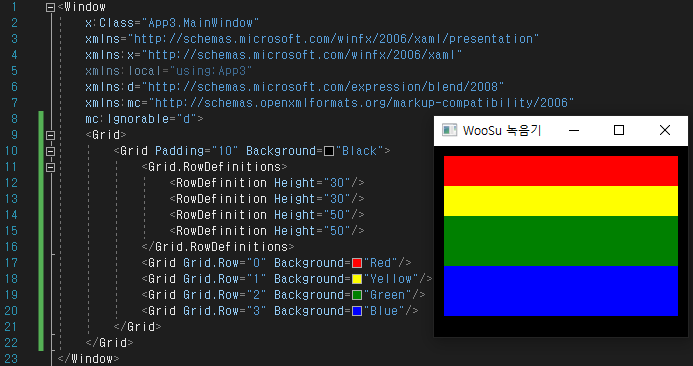 1 <Window
2 x:Class="App3.MainWindow"
3 xmlns="http://schemas.microsoft.com/winfx/2006/xaml/presentation"
4 xmlns:x="http://schemas.microsoft.com/winfx/2006/xaml"
5 xmlns:local="using:App3"
6 xmlns:d="http://schemas.microsoft.com/expression/blend/2008"
7 xmlns:mc="http://schemas.openxmlformats.org/markup-compatibility/2006"
8 mc:Ignorable="d">
9 <Grid>
10 <Grid Padding="10" Background="Black">
11 <Grid.RowDefinitions>
12 <RowDefinition Height="30"/>
13 <RowDefinition Height="30"/>
14 <RowDefinition Height="50"/>
15 <RowDefinition Height="50"/>
16 </Grid.RowDefinitions>
17 <Grid Grid.Row="0" Background="Red"/>
18 <Grid Grid.Row="1" Background="Yellow"/>
19 <Grid Grid.Row="2" Background="Green"/>
20 <Grid Grid.Row="3" Background="Blue"/>
21 </Grid>
22 </Grid>
23 </Window>
WooSu 녹음기